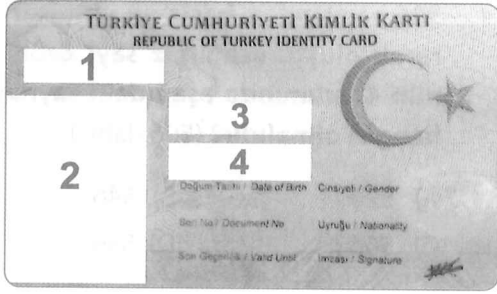 TÜRKİYE CUMHURİYETİ KİMLİK KARTI
REPUBLIC OF TURKEY IDENTITY CARD
1
2
3
4
Doğum Tarihi / Date of Birth Cinsiyeti / Gender
Seri No / Document No Uyruğu / Nationality
Son Geçerlilik / Valid Until İmzası / Signature